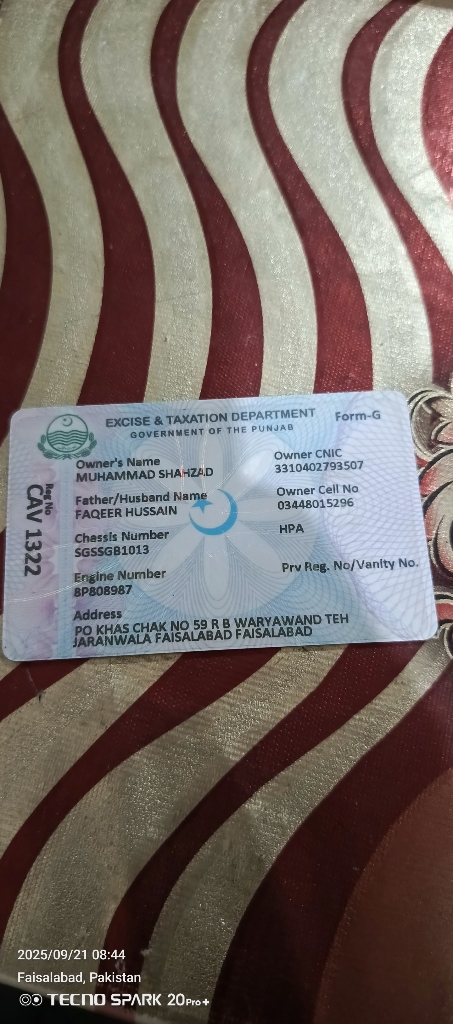 EXCISE & TAXATION DEPARTMENT Form-G
GOVERNMENT OF THE PUNJAB
Reg No
CAV 1322
Owner's Name
MUHAMMAD SHAHZAD
Owner CNIC
3310402793507
Father/Husband Name
FAQEER HUSSAIN
Owner Cell No
03448015296
Chassis Number
SGSSGB1013
HPA
Engine Number
8P808987
Prv Reg. No/Vanity No.
Address
PO KHAS CHAK NO 59 R B WARYAWAND TEH
JARANWALA FAISALABAD FAISALABAD
2025/09/21 08:44
Faisalabad, Pakistan
TECNO SPARK 20Pro+